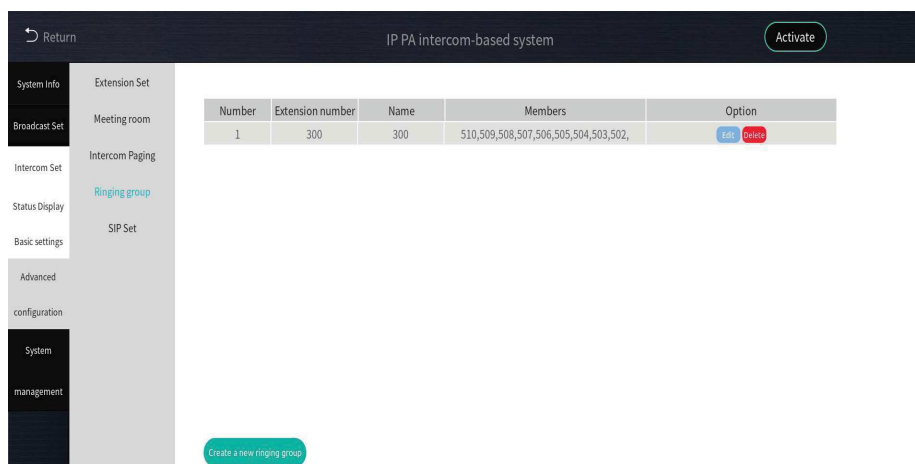 Return
IP PA intercom-based system
Activate
System Info
Broadcast Set
Intercom Set
Status Display
Basic settings
Advanced
configuration
System
management
Extension Set
Meeting room
Intercom Paging
Ringing group
SIP Set
Number Extension number Name Members Option
1 300 300 510,509,508,507,506,505,504,503,502, Edit Delete
Create a new ringing group